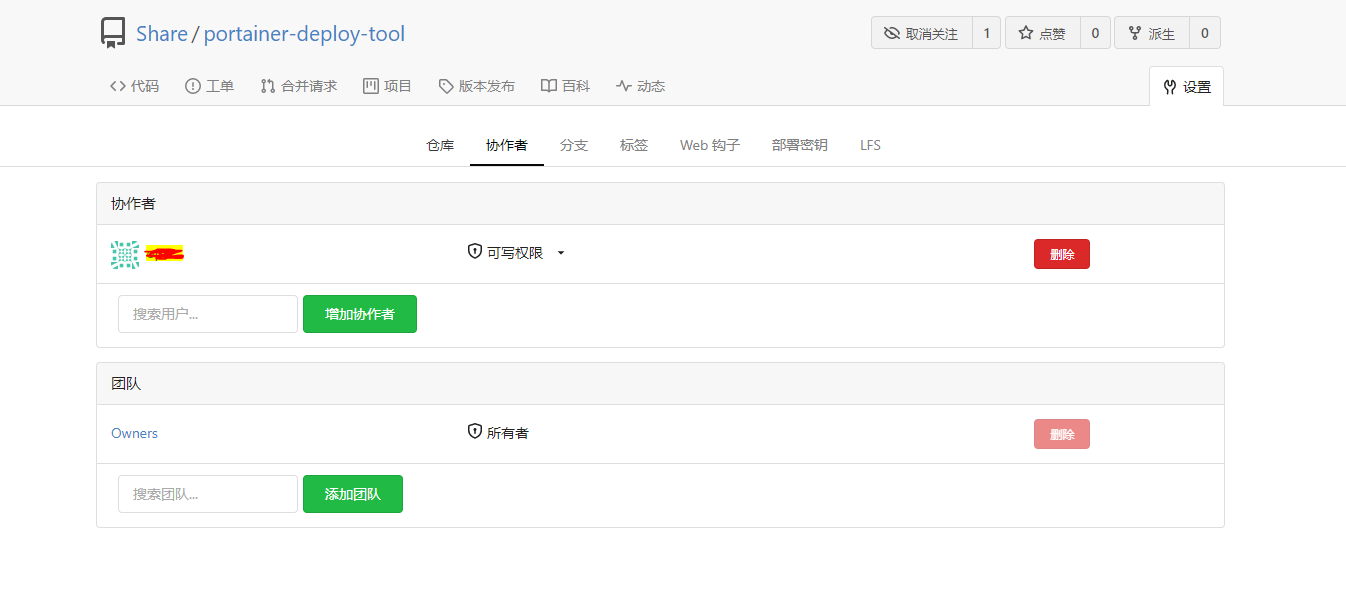 Share / portainer-deploy-tool 取消关注 1 点赞 0 派生 0
代码 工单 合并请求 项目 版本发布 百科 动态 设置
仓库 协作者 分支 标签 Web 钩子 部署密钥 LFS
协作者
可写权限 删除
搜索用户... 增加协作者
团队
Owners 所有者 删除
搜索团队... 添加团队